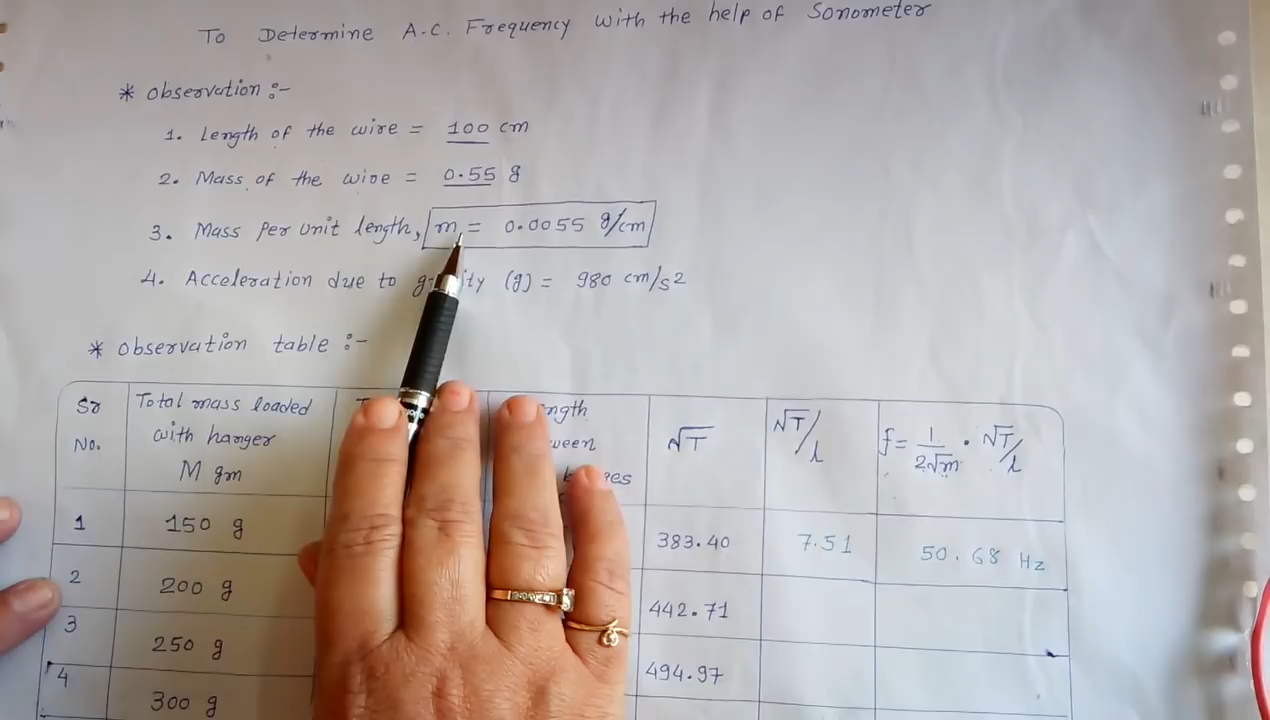 To Determine A.C. Frequency with the help of Sonometer
* Observation :-
1. Length of the wire = 100 cm
2. Mass of the wire = 0.55 g
3. Mass per unit length, m = 0.0055 g/cm
4. Acceleration due to (g) = 980 cm/s2
* Observation table :-
Sr No.
Total mass loaded
with hanger
M gm
√T
√T/l
f = 1/2√m . √T/l
1 150 g 383.40 7.51 50.68 Hz
2 200 g 442.71
3 250 g 494.97
4 300 g